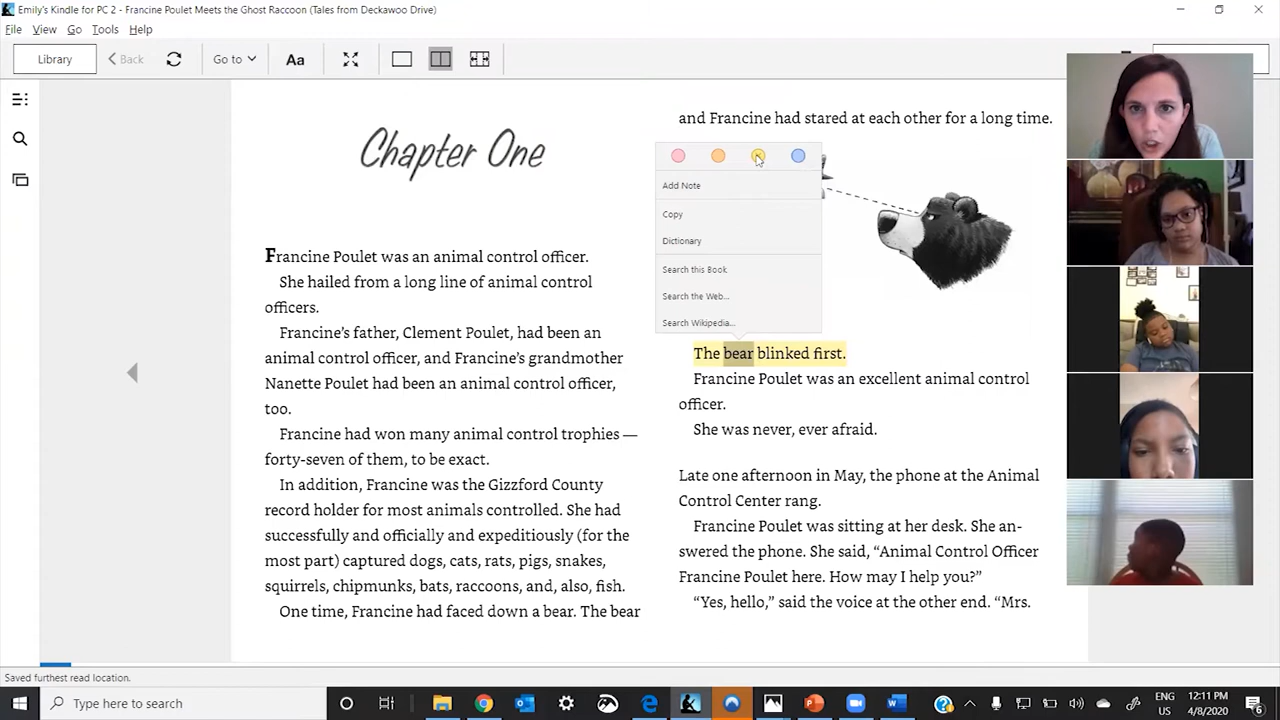 Emily's Kindle for PC 2 - Francine Poulet Meets the Ghost Raccoon (Tales from Deckawoo Drive)
File View Go Tools Help
Library Back Go to Aa
Chapter One
Francine Poulet was an animal control officer.
She hailed from a long line of animal control
officers.
Francine's father, Clement Poulet, had been an
animal control officer, and Francine's grandmother
Nanette Poulet had been an animal control officer,
too.
Francine had won many animal control trophies —
forty-seven of them, to be exact.
In addition, Francine was the Gizzford County
record holder for most animals controlled. She had
successfully and officially and expeditiously (for the
most part) captured dogs, cats, rats, pigs, snakes,
squirrels, chipmunks, bats, raccoons, and, also, fish.
One time, Francine had faced down a bear. The bear
and Francine had stared at each other for a long time.
Add Note
Copy
Dictionary
Search this Book
Search the Web...
Search Wikipedia...
The bear blinked first.
Francine Poulet was an excellent animal control
officer.
She was never, ever afraid.
Late one afternoon in May, the phone at the Animal
Control Center rang.
Francine Poulet was sitting at her desk. She an-
swered the phone. She said, “Animal Control Officer
Francine Poulet here. How may I help you?”
“Yes, hello,” said the voice at the other end. “Mrs.
Saved furthest read location.
Type here to search
ENG
US
12:11 PM
4/8/2020
6